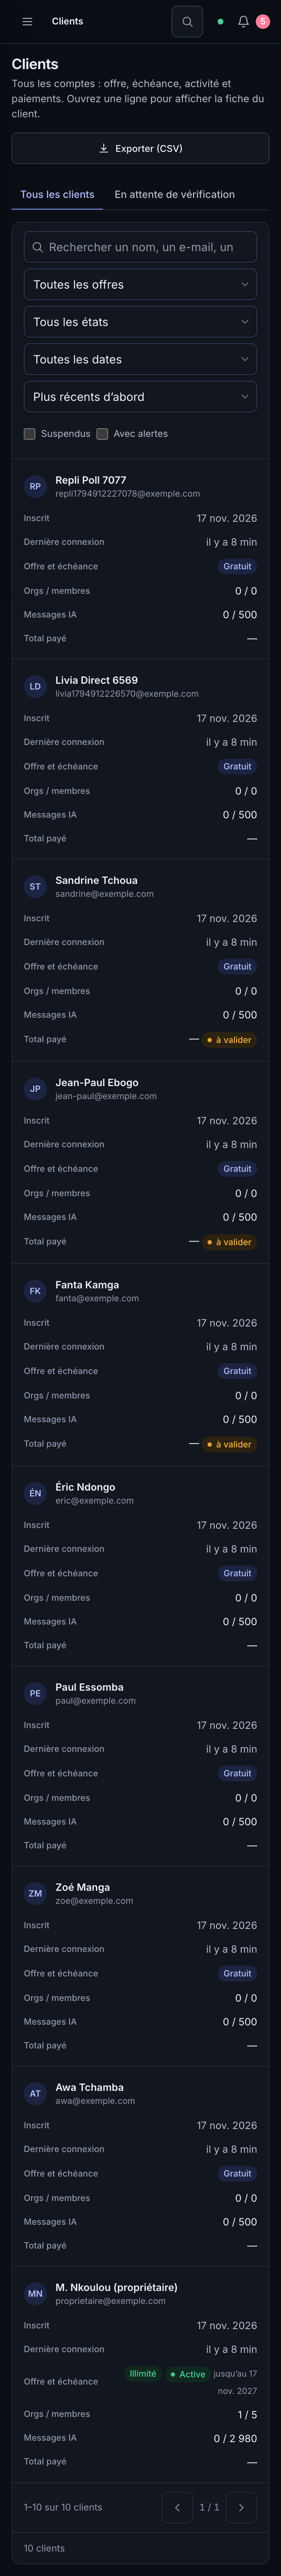 Clients
5
Clients
Tous les comptes : offre, échéance, activité et
paiements. Ouvrez une ligne pour afficher la fiche du
client.
Exporter (CSV)
Tous les clients En attente de vérification
Rechercher un nom, un e-mail, un
Toutes les offres
Tous les états
Toutes les dates
Plus récents d’abord
Suspendus Avec alertes
RP Repli Poll 7077
repli1794912227078@exemple.com
Inscrit 17 nov. 2026
Dernière connexion il y a 8 min
Offre et échéance Gratuit
Orgs / membres 0 / 0
Messages IA 0 / 500
Total payé —
LD Livia Direct 6569
livia1794912226570@exemple.com
Inscrit 17 nov. 2026
Dernière connexion il y a 8 min
Offre et échéance Gratuit
Orgs / membres 0 / 0
Messages IA 0 / 500
Total payé —
ST Sandrine Tchoua
sandrine@exemple.com
Inscrit 17 nov. 2026
Dernière connexion il y a 8 min
Offre et échéance Gratuit
Orgs / membres 0 / 0
Messages IA 0 / 500
Total payé — à valider
JP Jean-Paul Ebogo
jean-paul@exemple.com
Inscrit 17 nov. 2026
Dernière connexion il y a 8 min
Offre et échéance Gratuit
Orgs / membres 0 / 0
Messages IA 0 / 500
Total payé — à valider
FK Fanta Kamga
fanta@exemple.com
Inscrit 17 nov. 2026
Dernière connexion il y a 8 min
Offre et échéance Gratuit
Orgs / membres 0 / 0
Messages IA 0 / 500
Total payé — à valider
ÉN Éric Ndongo
eric@exemple.com
Inscrit 17 nov. 2026
Dernière connexion il y a 8 min
Offre et échéance Gratuit
Orgs / membres 0 / 0
Messages IA 0 / 500
Total payé —
PE Paul Essomba
paul@exemple.com
Inscrit 17 nov. 2026
Dernière connexion il y a 8 min
Offre et échéance Gratuit
Orgs / membres 0 / 0
Messages IA 0 / 500
Total payé —
ZM Zoé Manga
zoe@exemple.com
Inscrit 17 nov. 2026
Dernière connexion il y a 8 min
Offre et échéance Gratuit
Orgs / membres 0 / 0
Messages IA 0 / 500
Total payé —
AT Awa Tchamba
awa@exemple.com
Inscrit 17 nov. 2026
Dernière connexion il y a 8 min
Offre et échéance Gratuit
Orgs / membres 0 / 0
Messages IA 0 / 500
Total payé —
MN M. Nkoulou (propriétaire)
proprietaire@exemple.com
Inscrit 17 nov. 2026
Dernière connexion il y a 8 min
Offre et échéance Illimité Active jusqu’au 17
nov. 2027
Orgs / membres 1 / 5
Messages IA 0 / 2 980
Total payé —
1–10 sur 10 clients 1 / 1
10 clients